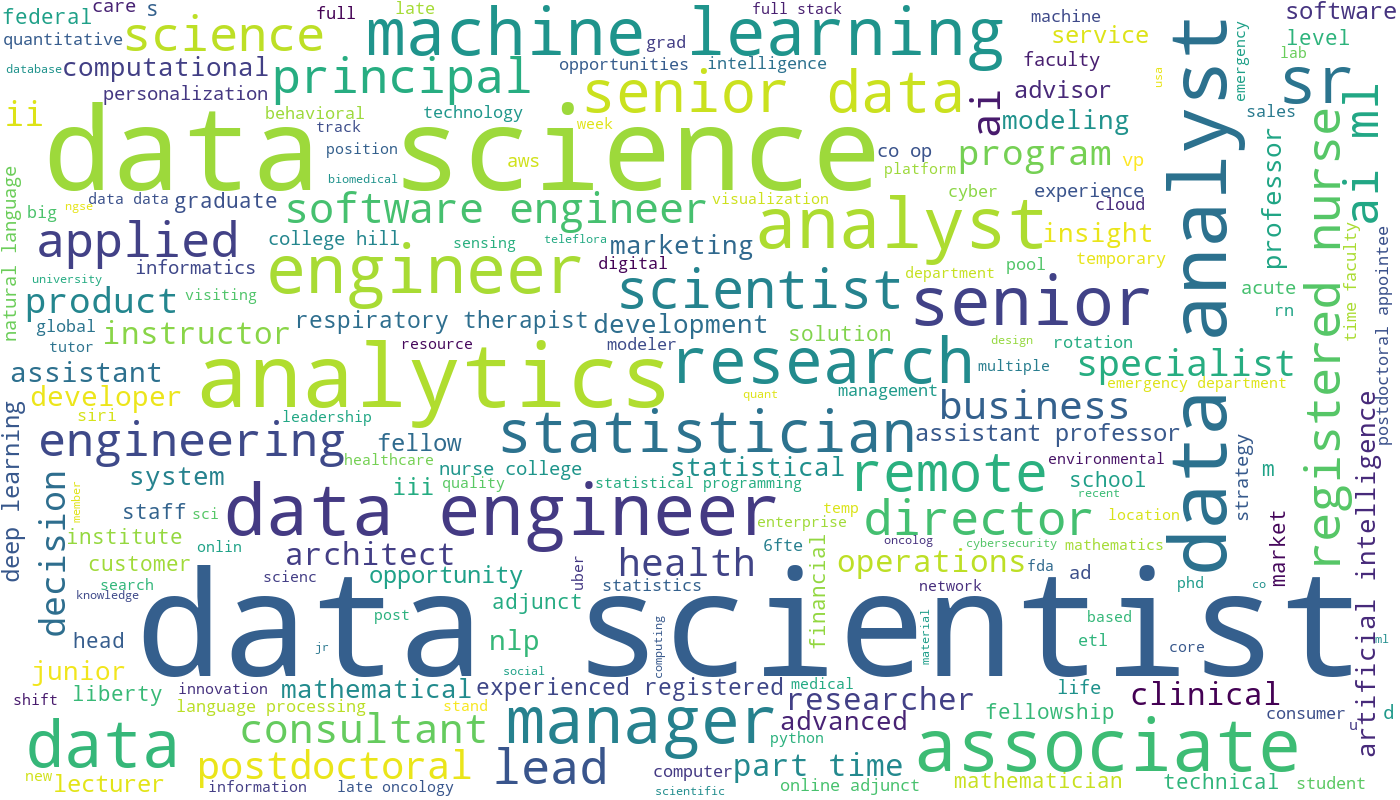 federal
care
s
full
late
full stack
machine
software
quantitative
science
machine learning
grad
service
emergency
level
database
computational
principal
opportunities
intelligence
faculty
usa
lab
personalization
senior data
ai
advisor
data analyst
sr
ii
behavioral
technology
modeling
sales
ai ml
data science
track
week
position
aws
co op
program
vp
professor
registered nurse
natural language
biomedical
platform
big
ngse
data data
graduate
software engineer
visualization
cyber
experience
cloud
applied
college hill
sensing
teleflora
marketing
analyst
insight
time faculty
postdoctoral appointee
university
informatics
engineer
digital
department
pool
temporary
product
visiting
scientist
senior
acute
rn
global
instructor
respiratory therapist
development
solution
tutor
resource
modeler
design
rotation
assistant
analytics
research
multiple
specialist
developer
management
emergency department
siri
leadership
quant
business
artificial intelligence
deep learning
engineering
fellow
statistician
assistant professor
strategy
healthcare
environmental
decision
system
iii
nurse college
quality
statistical
statistical programming
remote
school
m
member
staff
sci
data engineer
temp
director
recent
location
market
institute
enterprise
onlin
architect
6fte
financial
oncolog
cybersecurity
mathematics
customer
scienc
opportunity
uber
health
operations
fda
ad
search
knowledge
data scientist
statistics
network
phd
co
adjunct
post
based
head
jr
nlp
computing
material
etl
core
ml
junior
social
shift
liberty
innovation
mathematical
experienced registered
medical
researcher
life
clinical
language processing
stand
advanced
fellowship
consumer
5
d
data
consultant
manager
python
associate
new
lecturer
postdoctoral
lead
computer
part time
information
late oncology
scientific
online adjunct
mathematician
technical
student